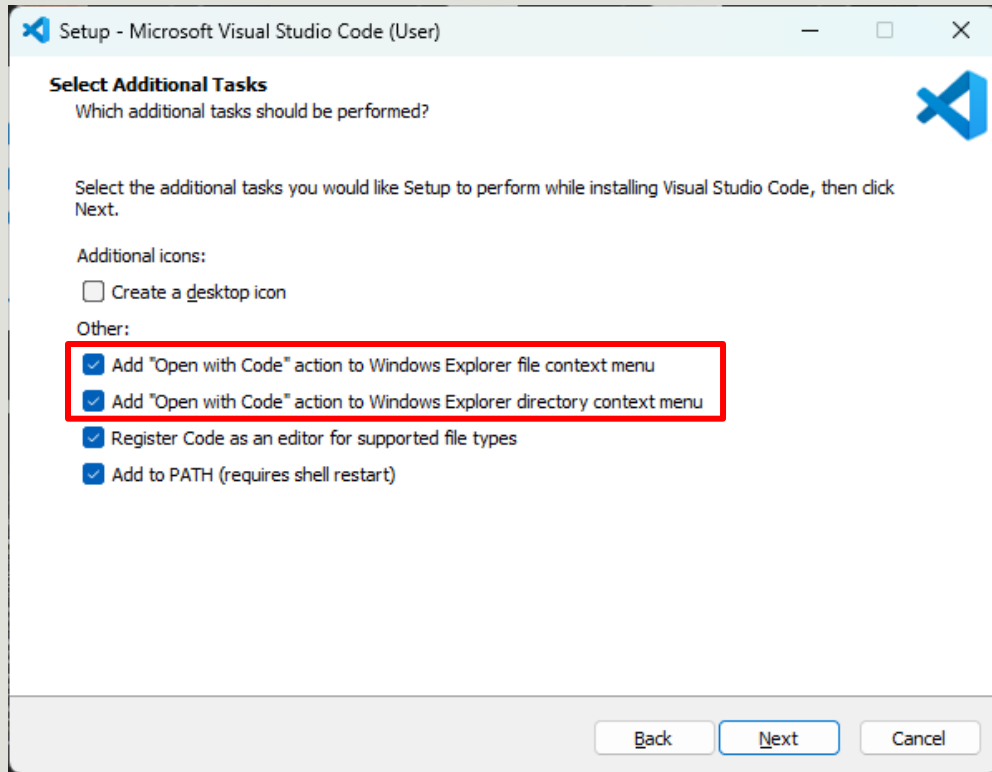 Setup - Microsoft Visual Studio Code (User)
Select Additional Tasks
Which additional tasks should be performed?
Select the additional tasks you would like Setup to perform while installing Visual Studio Code, then click
Next.
Additional icons:
Create a desktop icon
Other:
Add "Open with Code" action to Windows Explorer file context menu
Add "Open with Code" action to Windows Explorer directory context menu
Register Code as an editor for supported file types
Add to PATH (requires shell restart)
Back Next Cancel